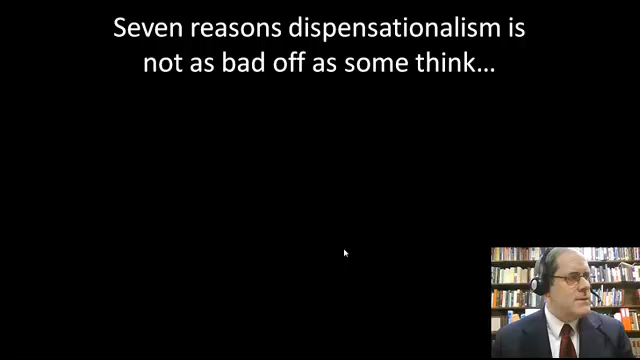 Seven reasons dispensationalism is
not as bad off as some think…